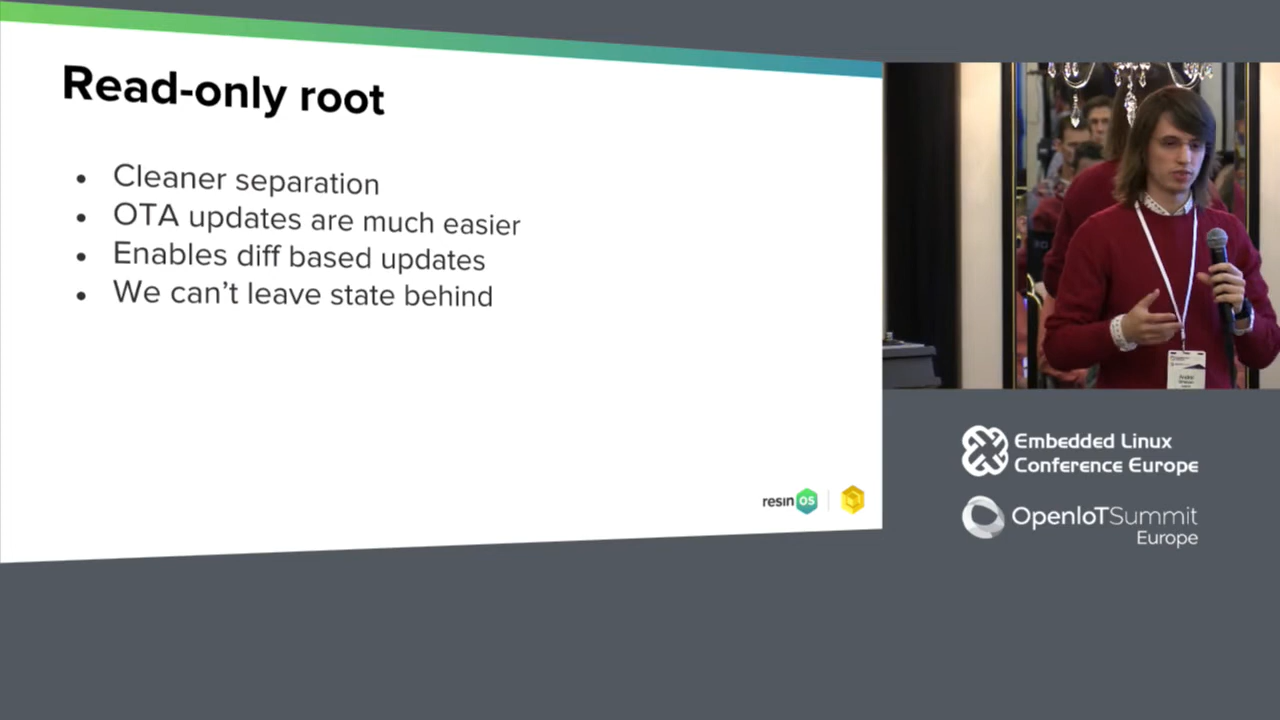 Read-only root
• Cleaner separation
• OTA updates are much easier
• Enables diff based updates
• We can't leave state behind
resin OS
Embedded Linux
Conference Europe
OpenIoTSummit
Europe